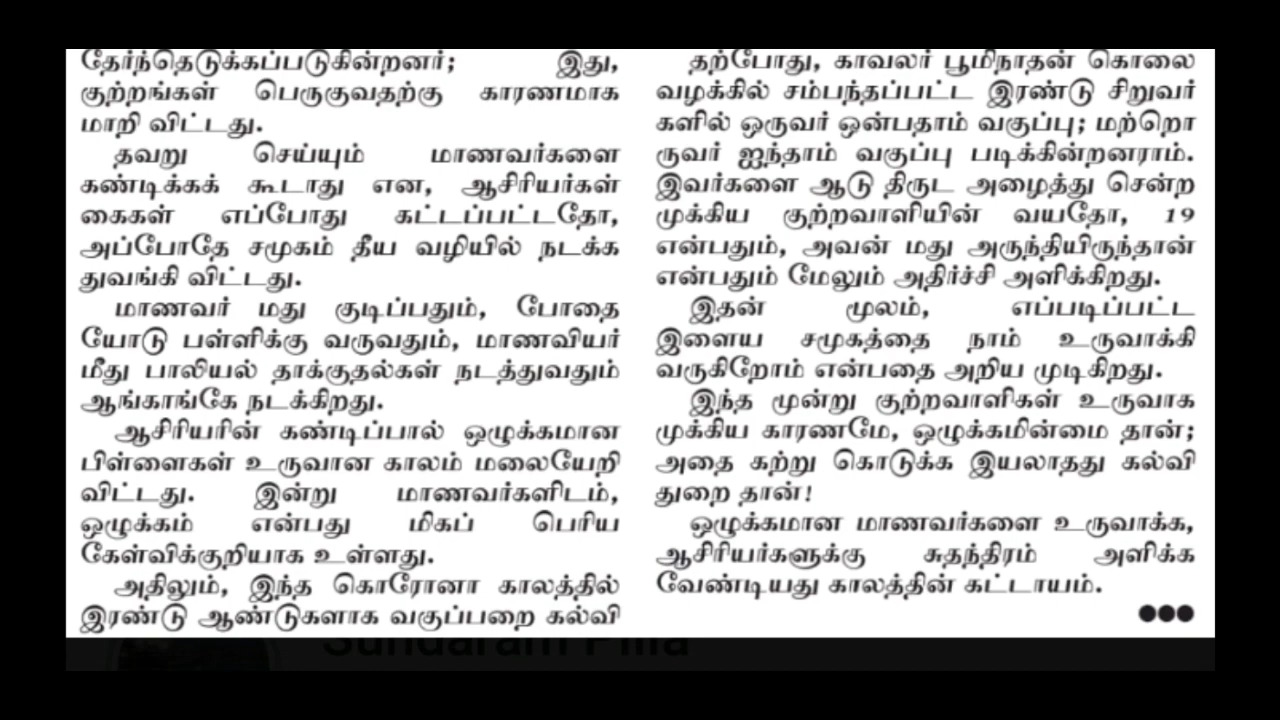 தேர்ந்தெடுக்கப்படுகின்றனர்; இது,
குற்றங்கள் பெருகுவதற்கு காரணமாக
மாறி விட்டது.
தவறு செய்யும் மாணவர்களை
கண்டிக்கக் கூடாது என, ஆசிரியர்கள்
கைகள் எப்போது கட்டப்பட்டதோ,
அப்போதே சமூகம் தீய வழியில் நடக்க
துவங்கி விட்டது.
மாணவர் மது குடிப்பதும், போதை
யோடு பள்ளிக்கு வருவதும், மாணவியர்
மீது பாலியல் தாக்குதல்கள் நடத்துவதும்
ஆங்காங்கே நடக்கிறது.
ஆசிரியரின் கண்டிப்பால் ஒழுக்கமான
பிள்ளைகள் உருவான காலம் மலையேறி
விட்டது. இன்று மாணவர்களிடம்,
ஒழுக்கம் என்பது மிகப் பெரிய
கேள்விக்குறியாக உள்ளது.
அதிலும், இந்த கொரோனா காலத்தில்
இரண்டு ஆண்டுகளாக வகுப்பறை கல்வி
தற்போது, காவலர் பூமிநாதன் கொலை
வழக்கில் சம்பந்தப்பட்ட இரண்டு சிறுவர்
களில் ஒருவர் ஒன்பதாம் வகுப்பு; மற்றொ
ருவர் ஐந்தாம் வகுப்பு படிக்கின்றனராம்.
இவர்களை ஆடு திருட அழைத்து சென்ற
முக்கிய குற்றவாளியின் வயதோ, 19
என்பதும், அவன் மது அருந்தியிருந்தான்
என்பதும் மேலும் அதிர்ச்சி அளிக்கிறது.
இதன் மூலம், எப்படிப்பட்ட
இளைய சமூகத்தை நாம் உருவாக்கி
வருகிறோம் என்பதை அறிய முடிகிறது.
இந்த மூன்று குற்றவாளிகள் உருவாக
முக்கிய காரணமே, ஒழுக்கமின்மை தான்;
அதை கற்று கொடுக்க இயலாதது கல்வி
துறை தான்!
ஒழுக்கமான மாணவர்களை உருவாக்க,
ஆசிரியர்களுக்கு சுதந்திரம் அளிக்க
வேண்டியது காலத்தின் கட்டாயம்.
Sundaram Pilla